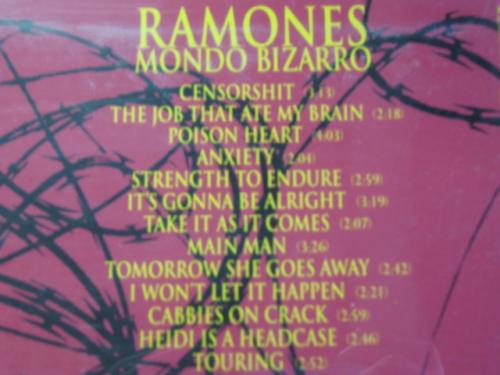 RAMONES
MONDO BIZARRO
CENSORSHIT (3:13)
THE JOB THAT ATE MY BRAIN (2:18)
POISON HEART (4:03)
ANXIETY (2:04)
STRENGTH TO ENDURE (2:59)
IT'S GONNA BE ALRIGHT (3:19)
TAKE IT AS IT COMES (2:07)
MAIN MAN (3:26)
TOMORROW SHE GOES AWAY (2:42)
I WON'T LET IT HAPPEN (2:21)
CABBIES ON CRACK (2:59)
HEIDI IS A HEADCASE (2:46)
TOURING (2:52)